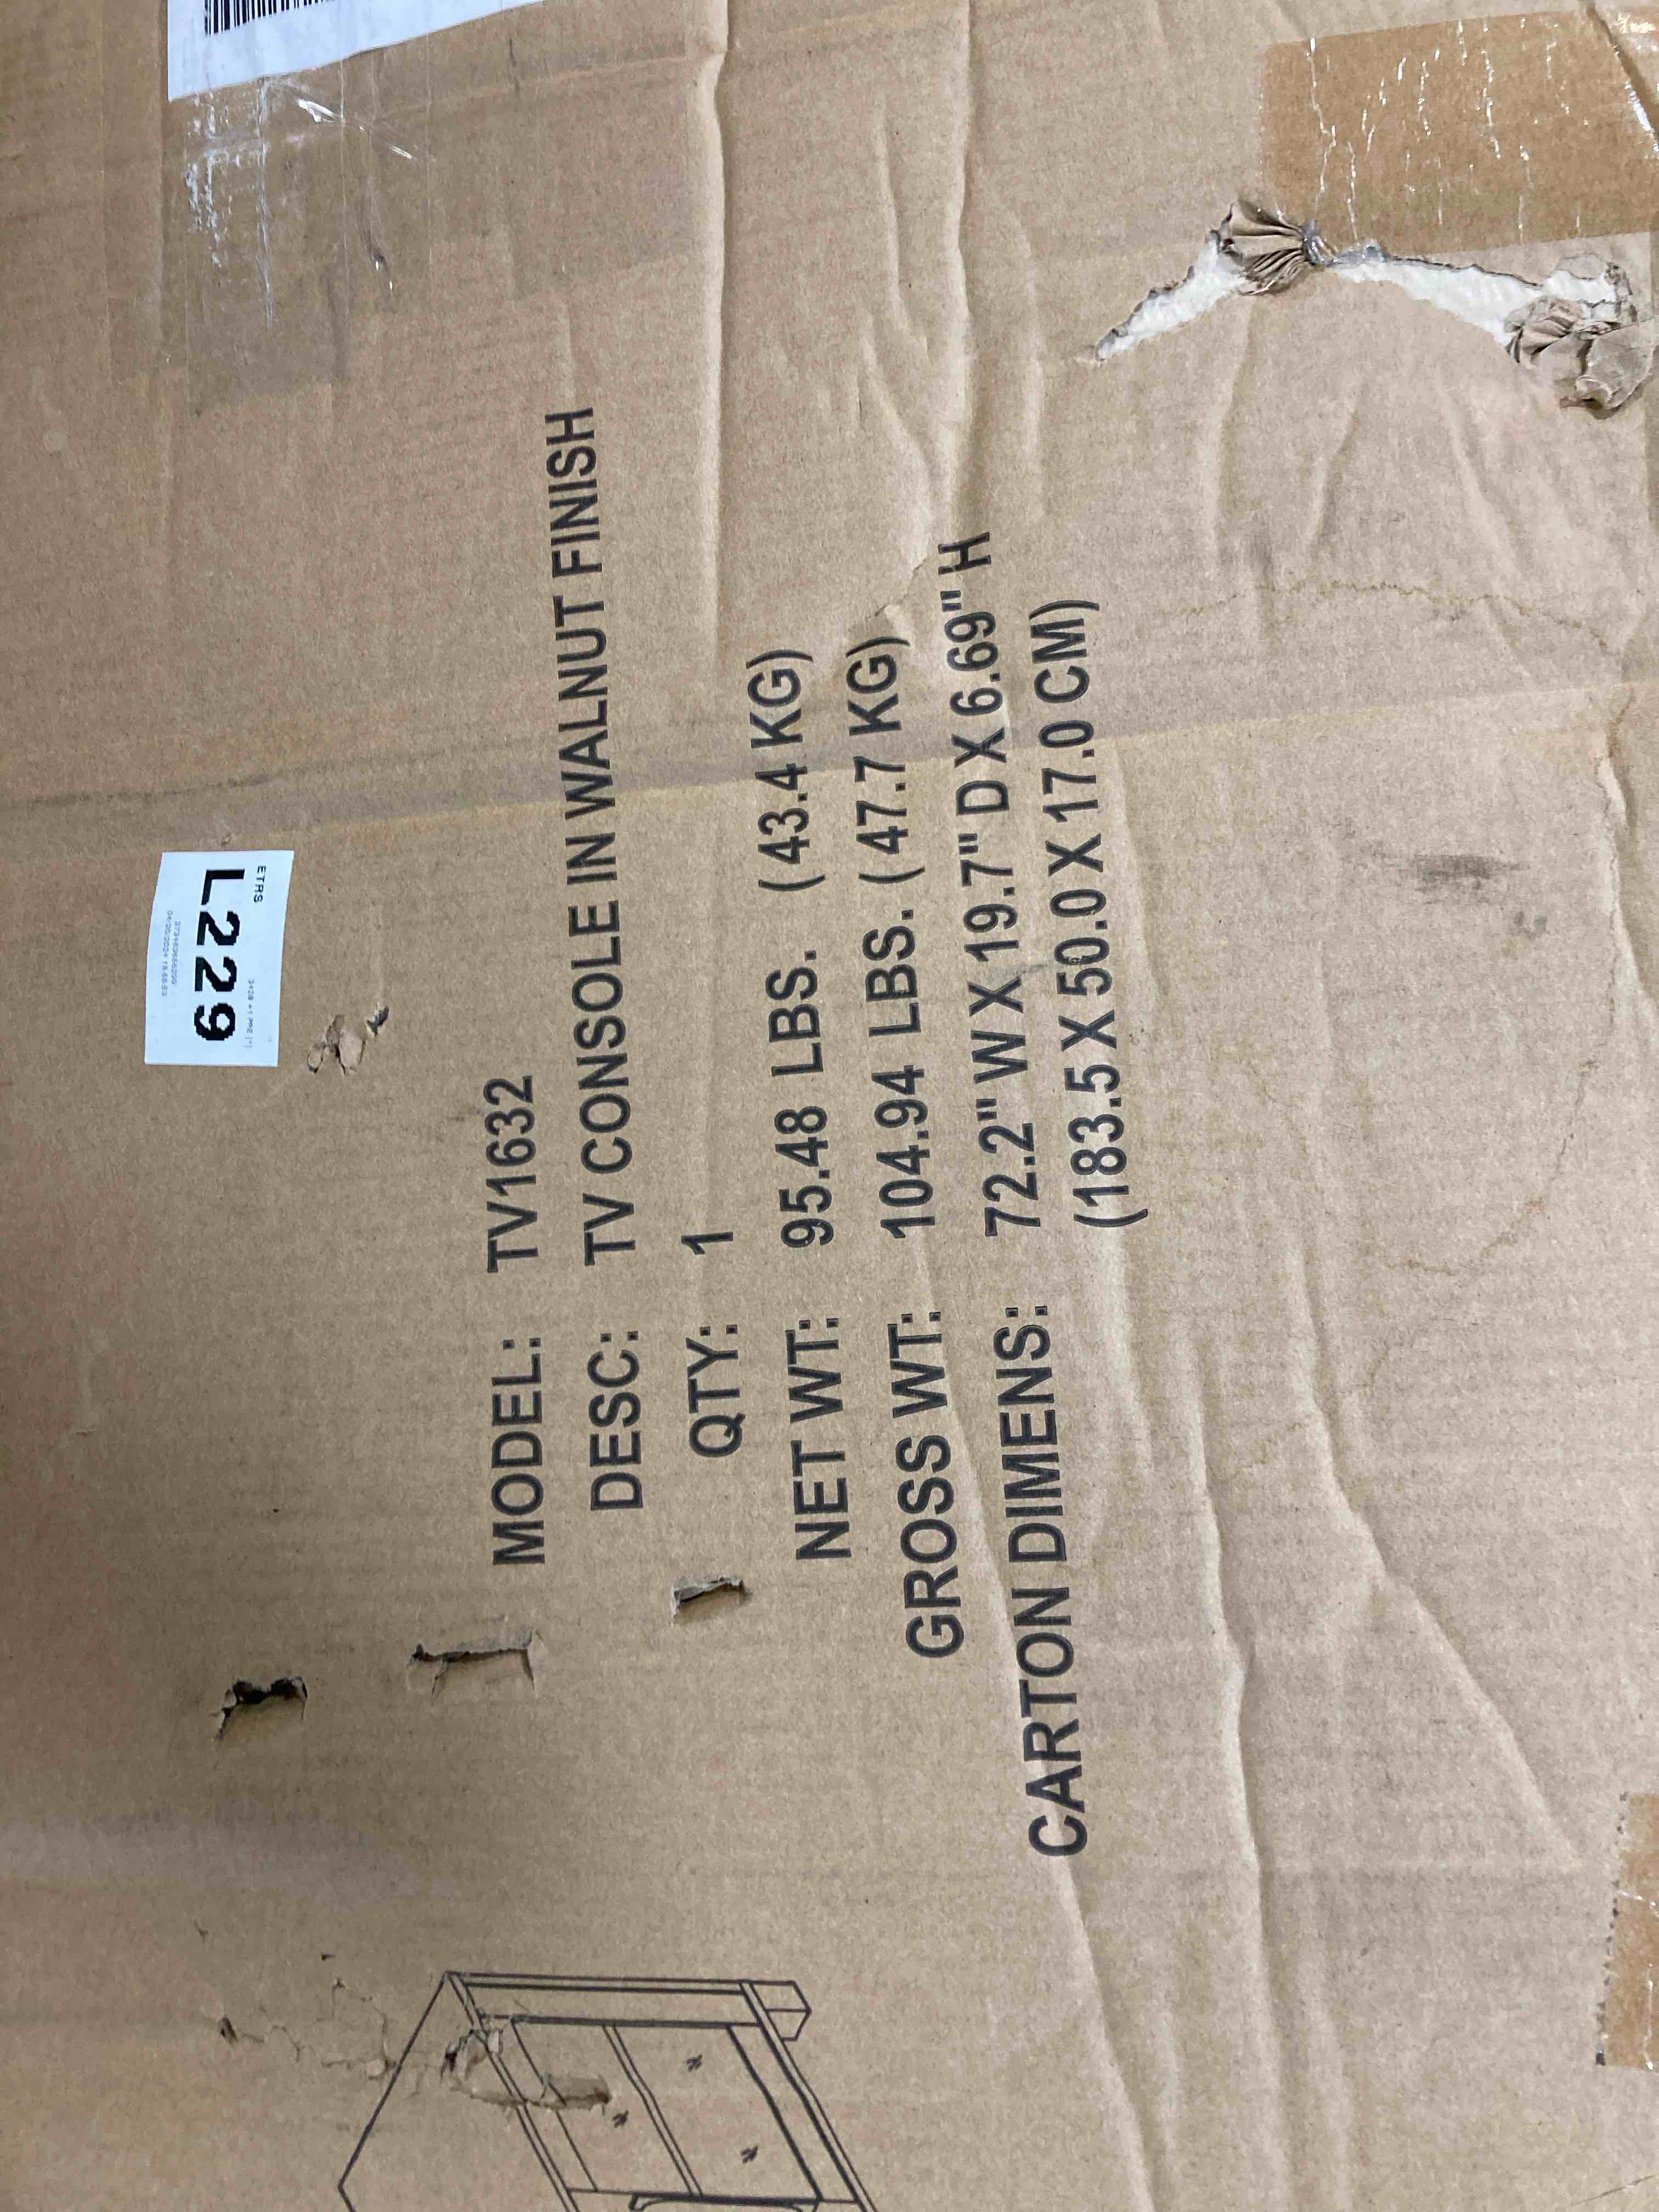 ETRS
L229
MODEL: TV1632
DESC: TV CONSOLE IN WALNUT FINISH
QTY: 1
NET WT: 95.48 LBS. (43.4 KG)
GROSS WT: 104.94 LBS. (47.7 KG)
CARTON DIMENS: 72.2" W X 19.7" D X 6.69" H
(183.5 X 50.0 X 17.0 CM)